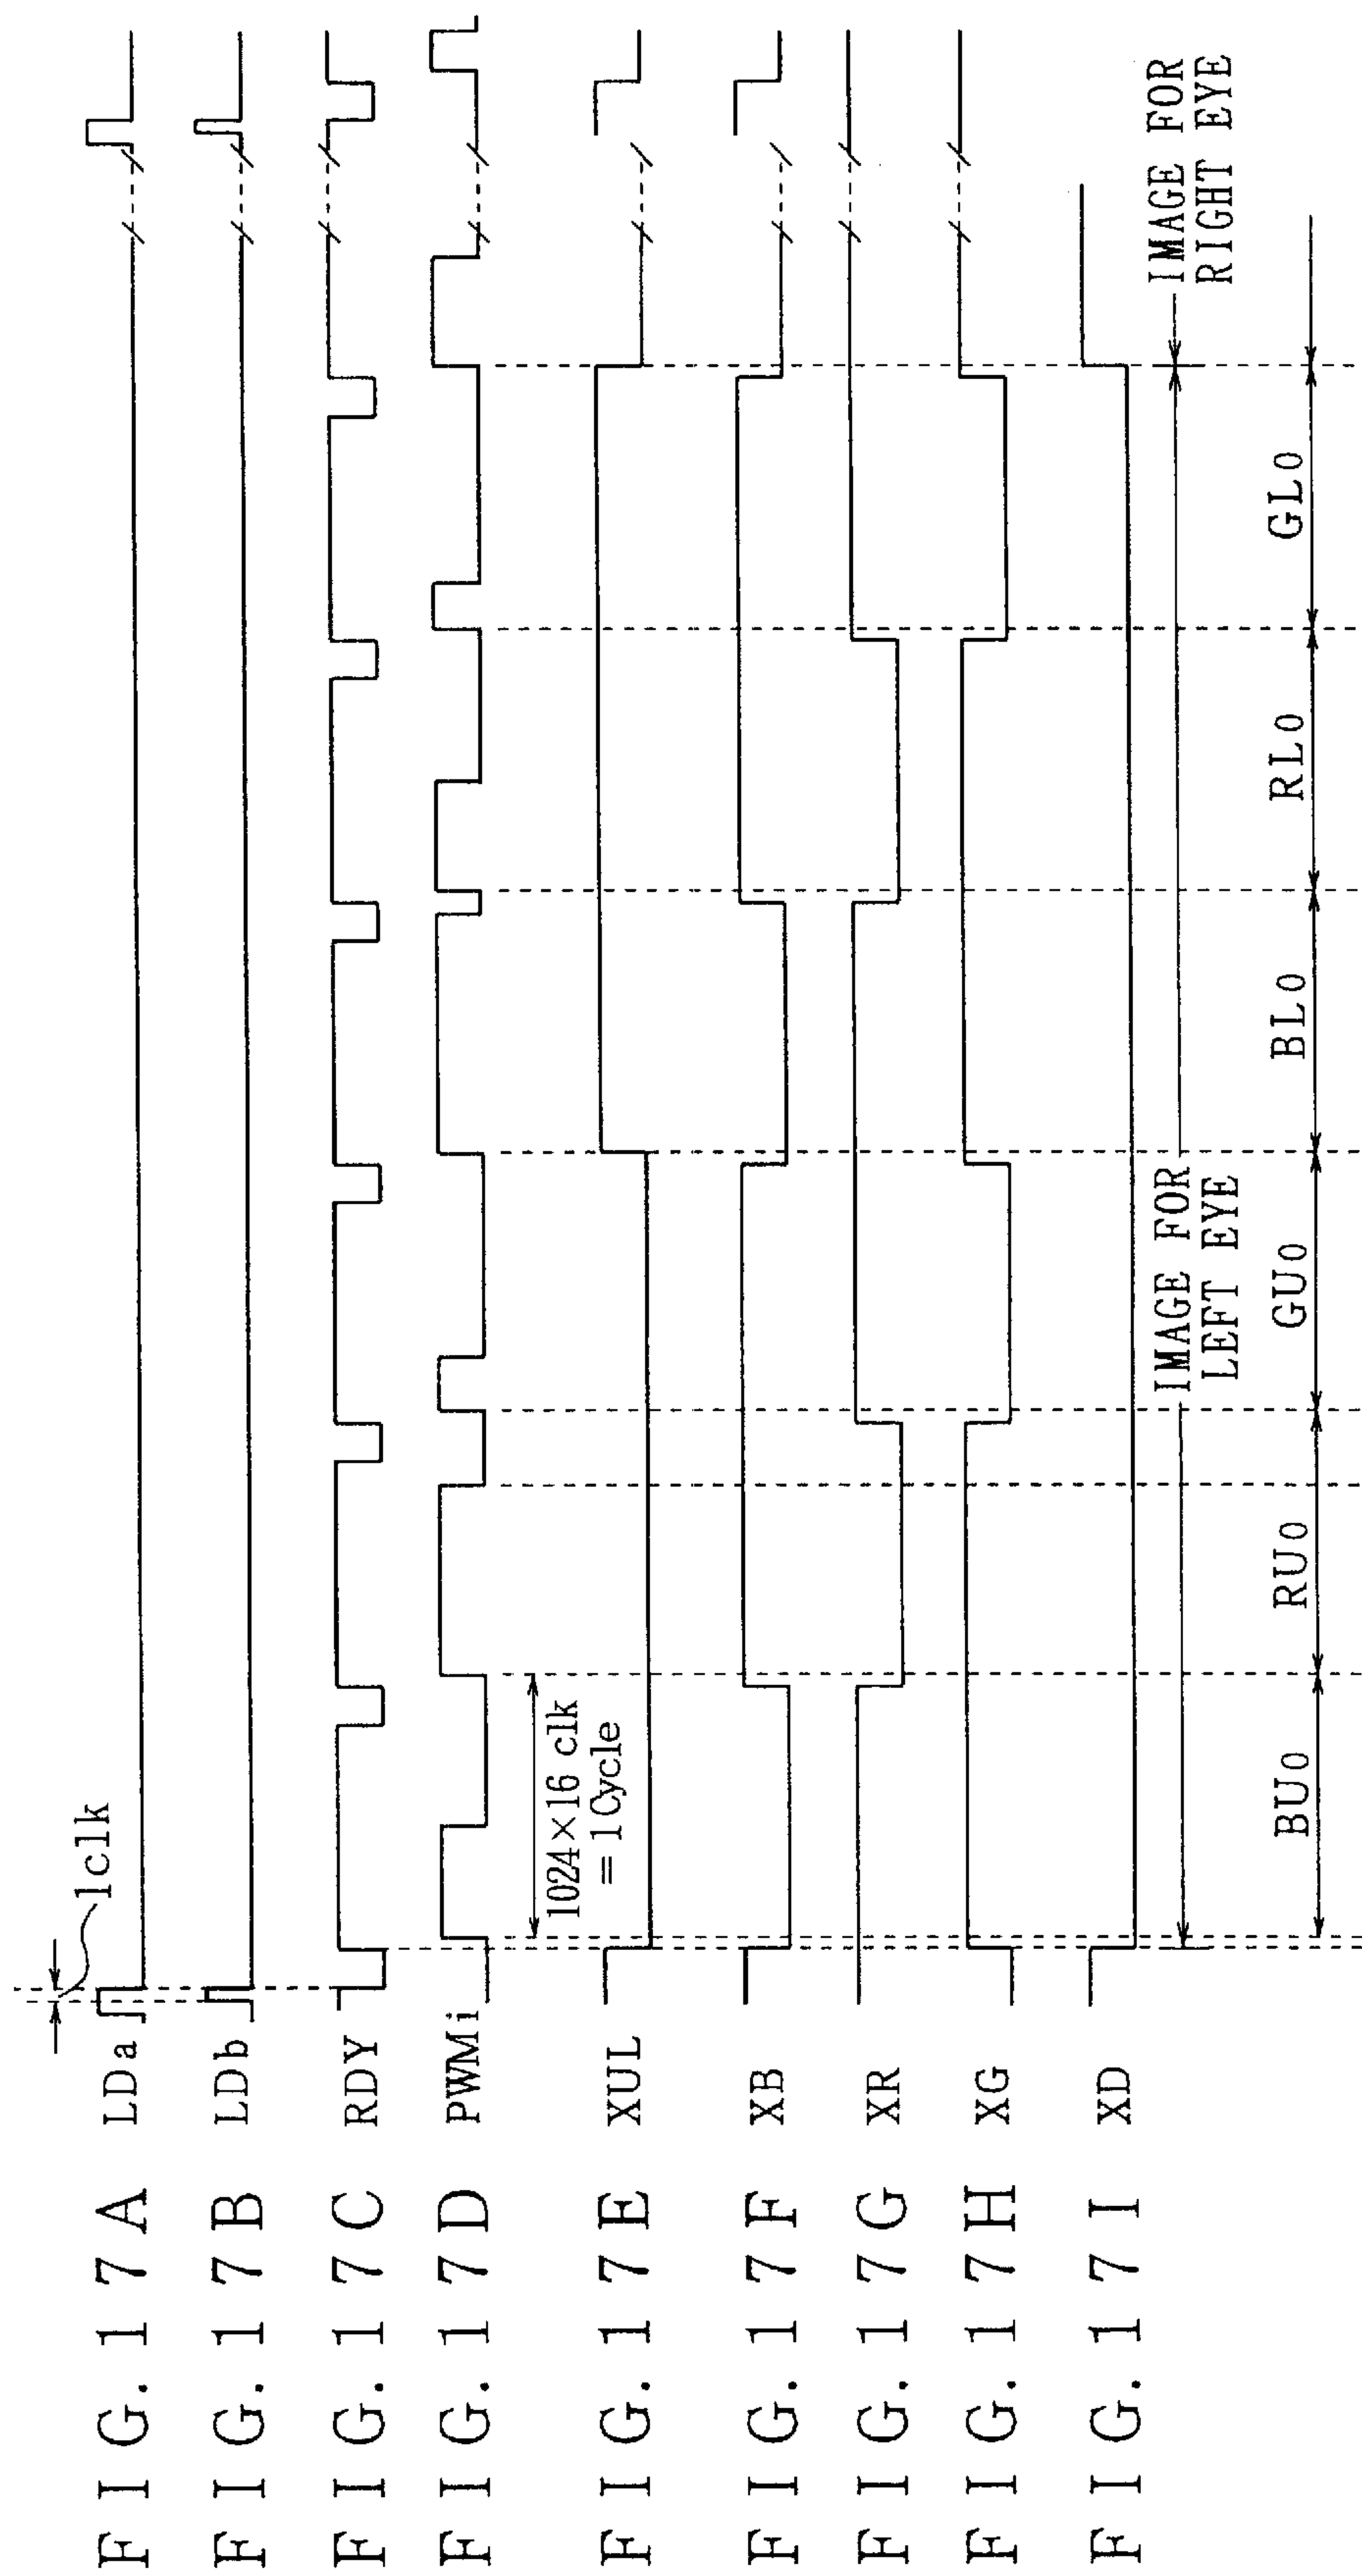 1clk
FIG. 17A LDa
FIG. 17B LDb
FIG. 17C RDY
FIG. 17D PWMi
1024×16 clk
= 1Cycle
FIG. 17E XUL
FIG. 17F XB
FIG. 17G XR
FIG. 17H XG
FIG. 17I XD
IMAGE FOR
LEFT EYE
IMAGE FOR
RIGHT EYE
BU0
RU0
GU0
BL0
RL0
GL0